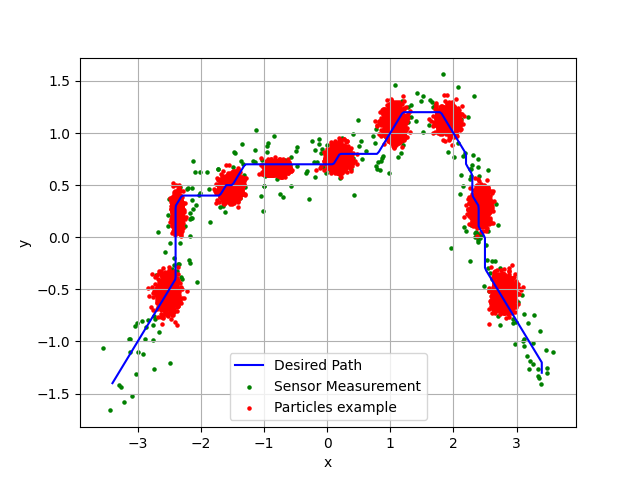 1.5
1.0
0.5
0.0
−0.5
−1.0
−1.5
y
Desired Path
Sensor Measurement
Particles example
−3 −2 −1 0 1 2 3
x